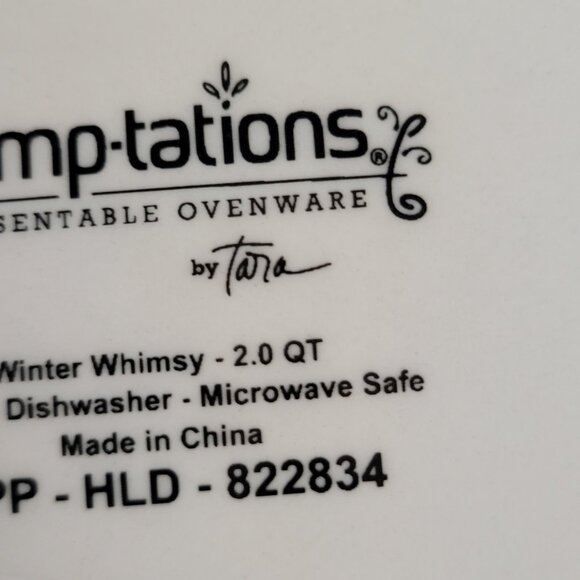 mp-tations®
SENTABLE OVENWARE
by Tara
Winter Whimsy - 2.0 QT
Dishwasher - Microwave Safe
Made in China
PP - HLD - 822834